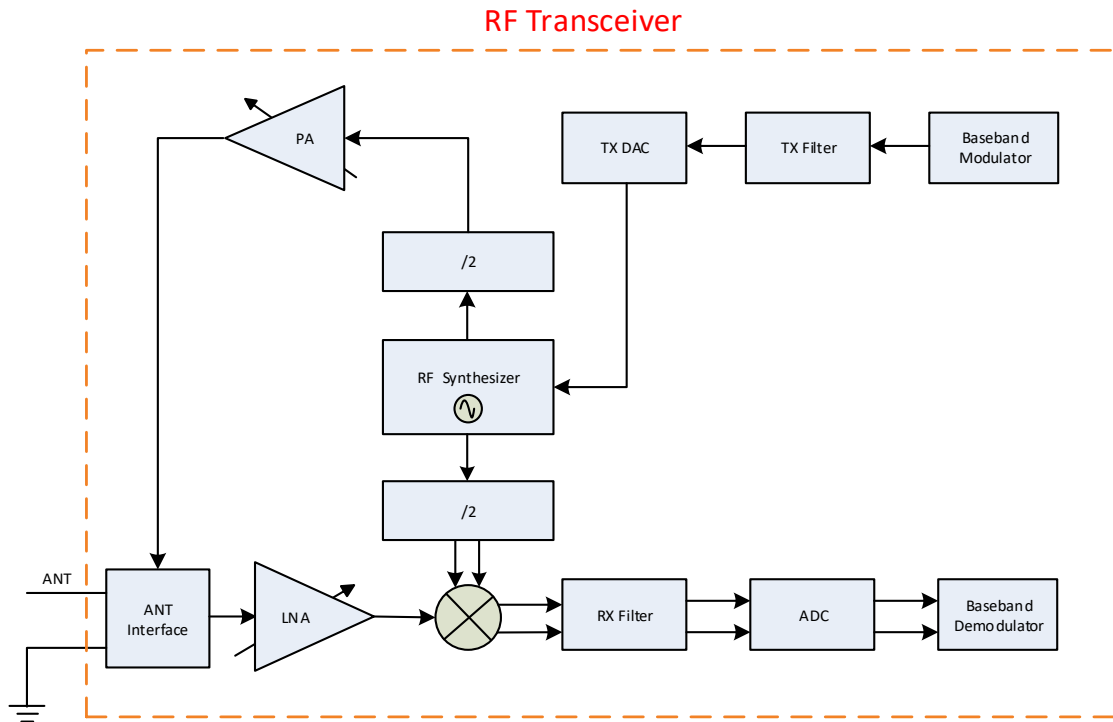 RF Transceiver
PA
TX DAC
TX Filter
Baseband
Modulator
/2
RF Synthesizer
/2
ANT
ANT
Interface
LNA
RX Filter
ADC
Baseband
Demodulator